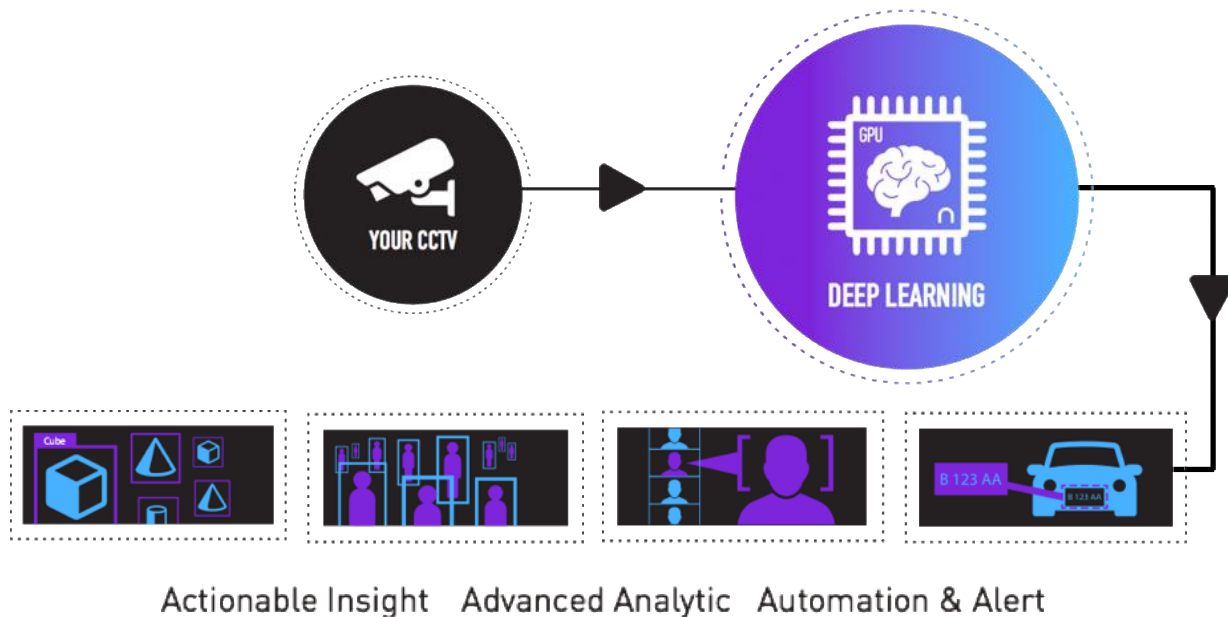 YOUR CCTV
GPU
DEEP LEARNING
Cube
B 123 AA
B 123 AA
Actionable Insight Advanced Analytic Automation & Alert